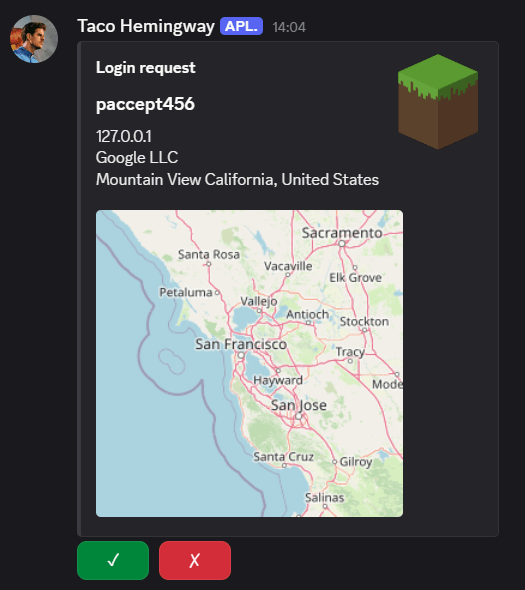 Taco Hemingway APL. 14:04
Login request
paccept456
127.0.0.1
Google LLC
Mountain View California, United States
Sacramento
Santa Rosa
Vacaville
Elk Grove
Petaluma
Vallejo
Antioch
Stockton
San Francisco
Tracy
Hayward
Mode
San Jose
Santa Cruz
Gilroy
Salinas
✓ ✗